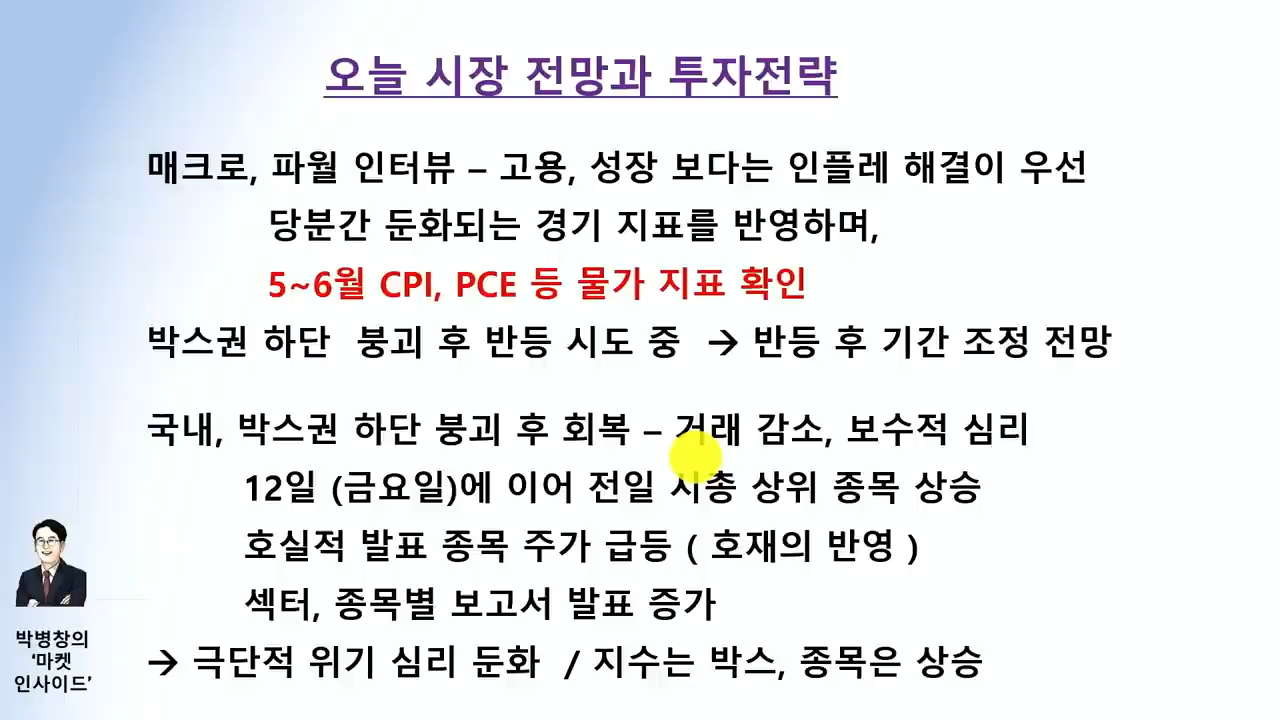 오늘 시장 전망과 투자전략
매크로, 파월 인터뷰 – 고용, 성장 보다는 인플레 해결이 우선
당분간 둔화되는 경기 지표를 반영하며,
5~6월 CPI, PCE 등 물가 지표 확인
박스권 하단 붕괴 후 반등 시도 중 → 반등 후 기간 조정 전망
국내, 박스권 하단 붕괴 후 회복 – 거래 감소, 보수적 심리
12일 (금요일)에 이어 전일 시총 상위 종목 상승
호실적 발표 종목 주가 급등 ( 호재의 반영 )
섹터, 종목별 보고서 발표 증가
→ 극단적 위기 심리 둔화 / 지수는 박스, 종목은 상승
박병창의
‘마켓
인사이드’